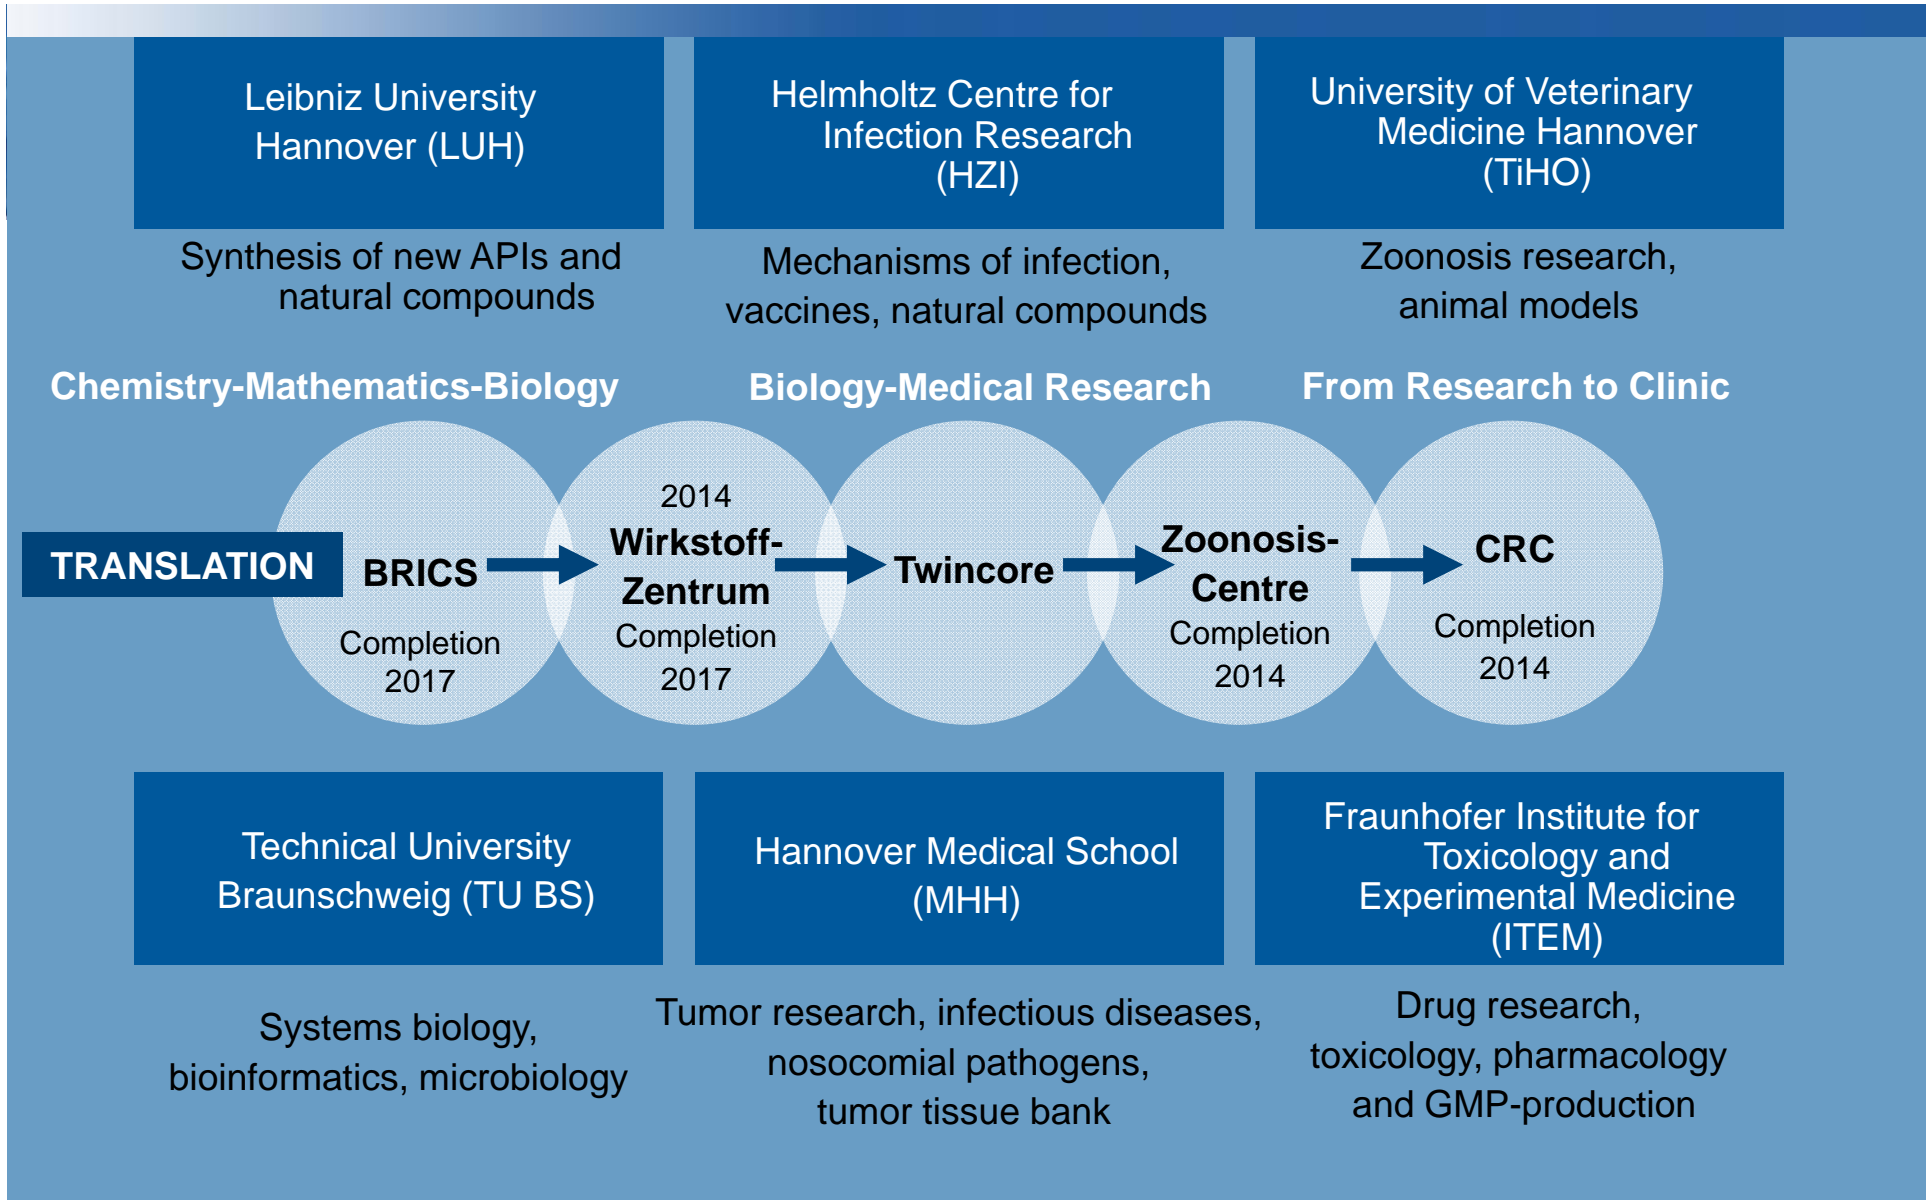 Leibniz University
Hannover (LUH)
Helmholtz Centre for
Infection Research
(HZI)
University of Veterinary
Medicine Hannover
(TiHO)
Synthesis of new APIs and
natural compounds
Mechanisms of infection,
vaccines, natural compounds
Zoonosis research,
animal models
Chemistry-Mathematics-Biology
Biology-Medical Research
From Research to Clinic
TRANSLATION
BRICS
Completion
2017
2014
Wirkstoff-
Zentrum
Completion
2017
Twincore
Zoonosis-
Centre
Completion
2014
CRC
Completion
2014
Technical University
Braunschweig (TU BS)
Hannover Medical School
(MHH)
Fraunhofer Institute for
Toxicology and
Experimental Medicine
(ITEM)
Systems biology,
bioinformatics, microbiology
Tumor research, infectious diseases,
nosocomial pathogens,
tumor tissue bank
Drug research,
toxicology, pharmacology
and GMP-production